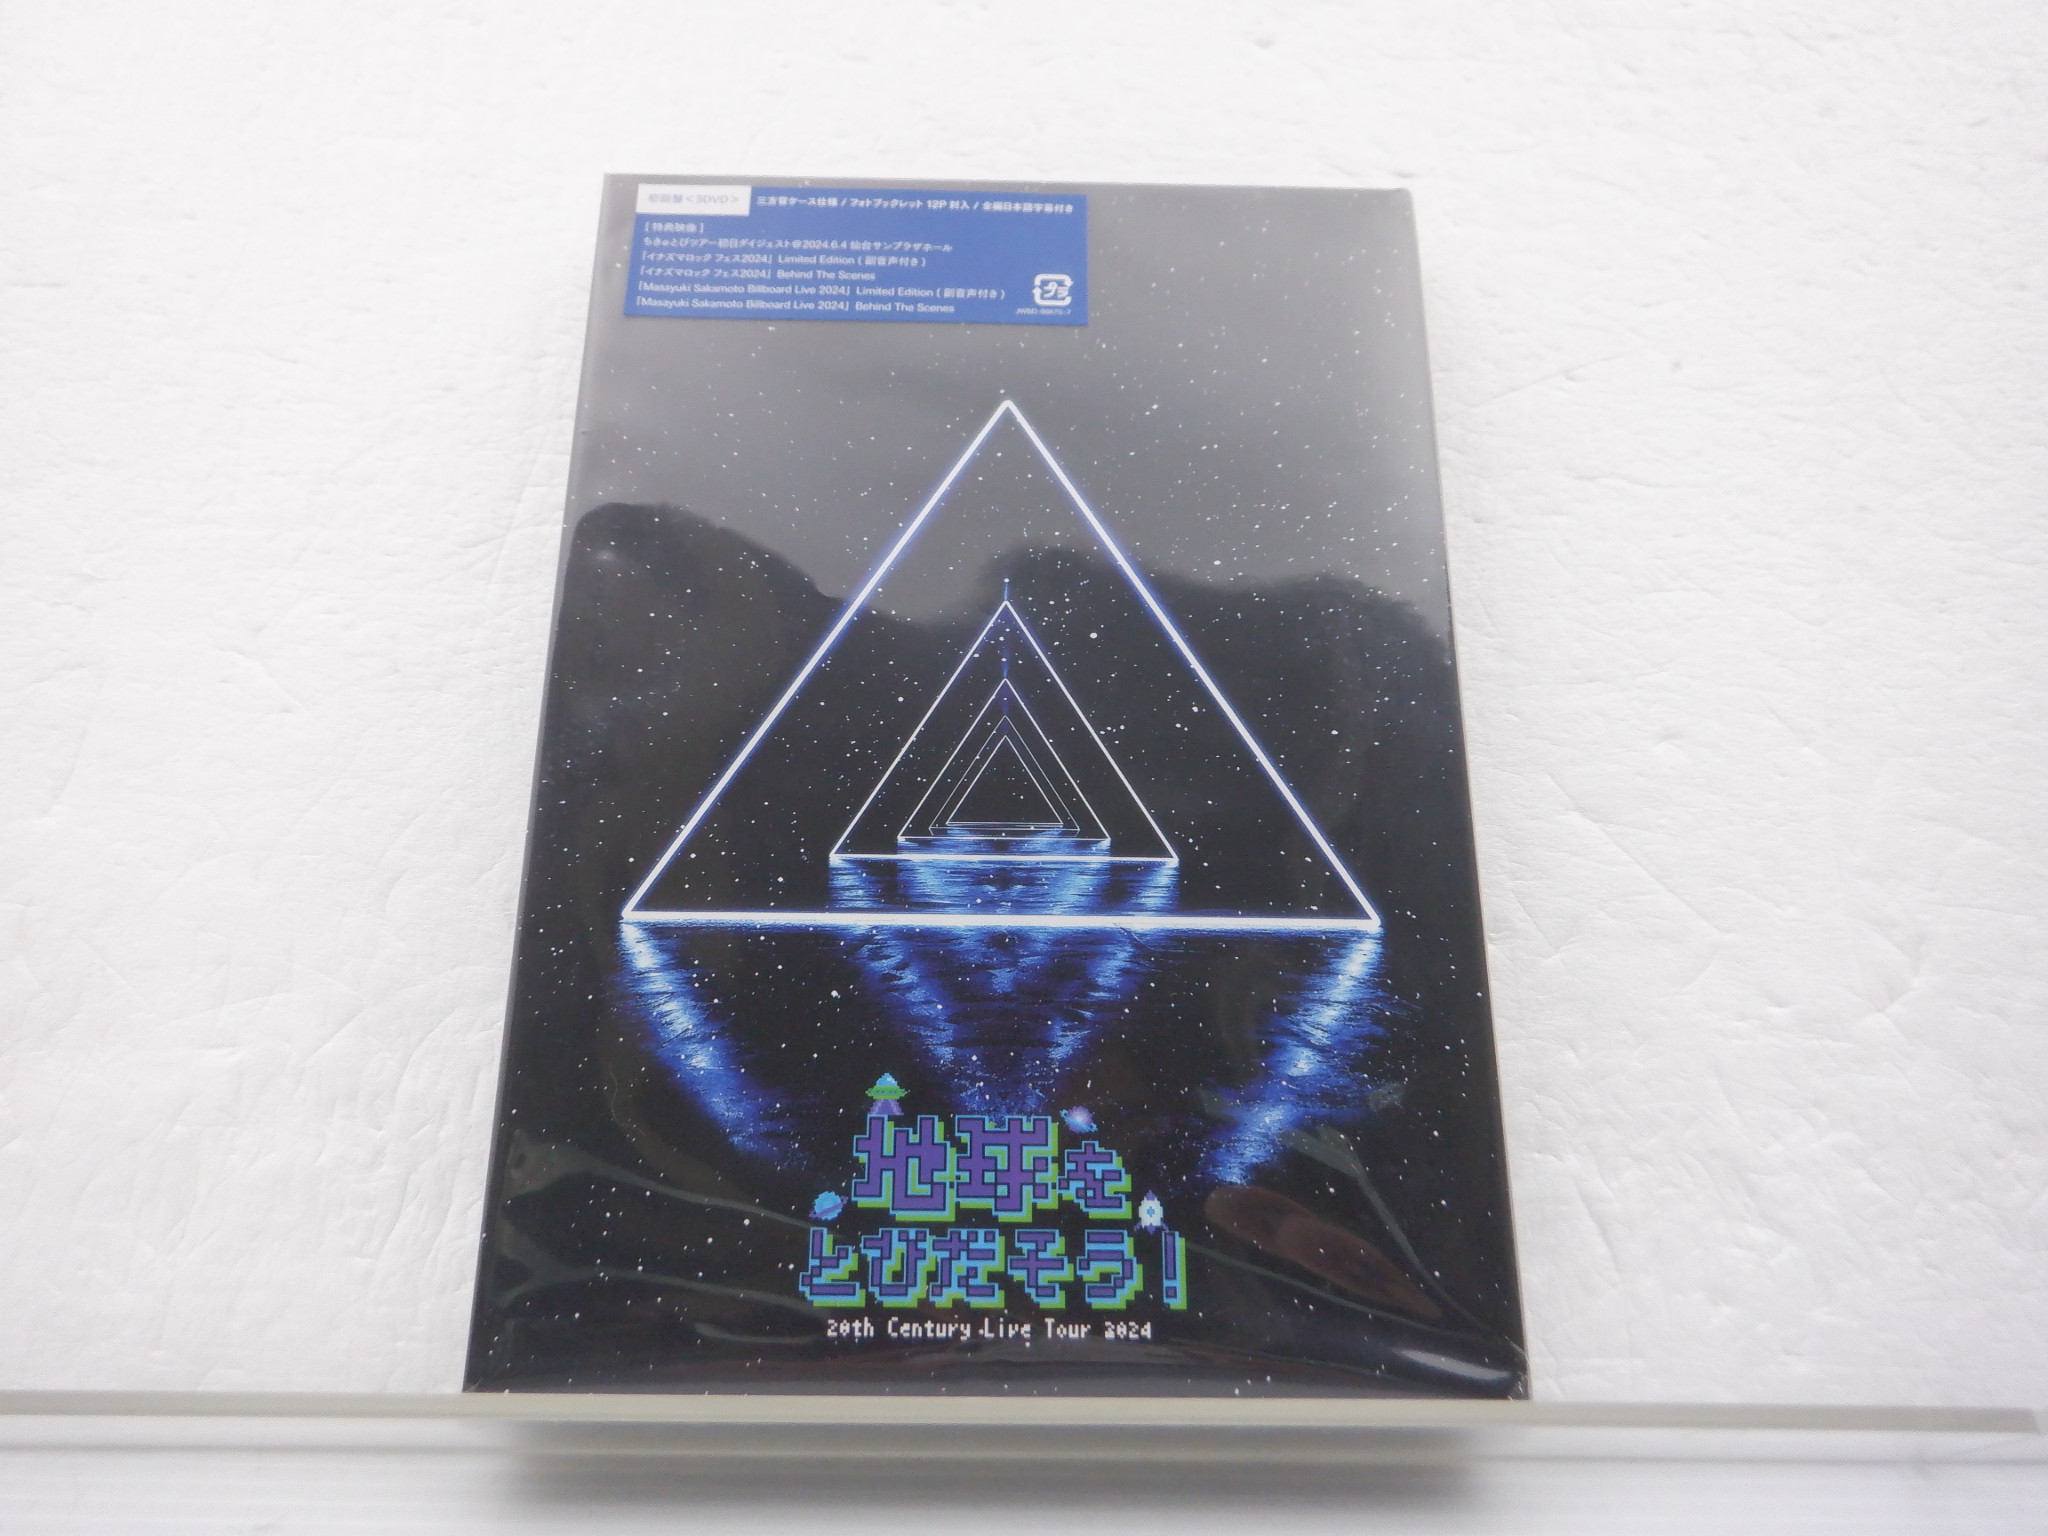 初回盤<3DVD>
三方背ケース仕様 / フォトブックレット 12P 封入 / 全編日本語字幕付き
[ 特典映像 ]
ちきゅとびツアー初日ダイジェスト@2024.6.4 仙台サンプラザホール
「イナズマロック フェス2024」 Limited Edition ( 副音声付き )
「イナズマロック フェス2024」 Behind The Scenes
「Masayuki Sakamoto Billboard Live 2024」 Limited Edition ( 副音声付き )
「Masayuki Sakamoto Billboard Live 2024」 Behind The Scenes
プラ
地球を
とびだそう!
20th Century Live Tour 2024